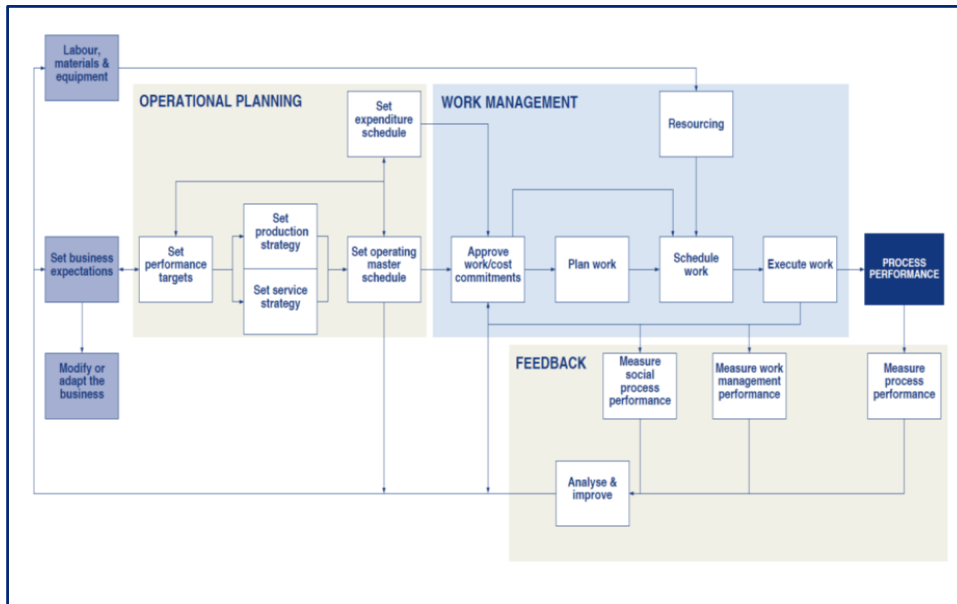 Labour,
materials &
equipment
OPERATIONAL PLANNING
Set
expenditure
schedule
WORK MANAGEMENT
Resourcing
Set business
expectations
Set
performance
targets
Set
production
strategy
Set service
strategy
Set operating
master
schedule
Approve
work/cost
commitments
Plan work
Schedule
work
Execute work
PROCESS
PERFORMANCE
Modify or
adapt the
business
FEEDBACK
Measure
social
process
performance
Measure work
management
performance
Measure
process
performance
Analyse &
improve